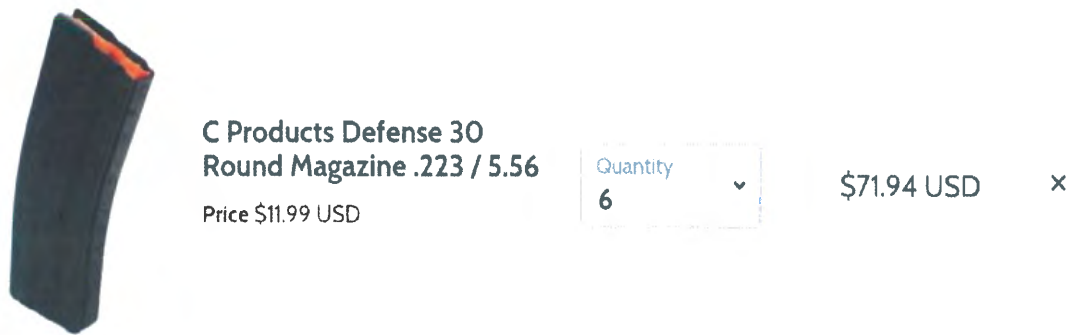 C Products Defense 30
Round Magazine .223 / 5.56
Price $11.99 USD
Quantity
6
$71.94 USD
×